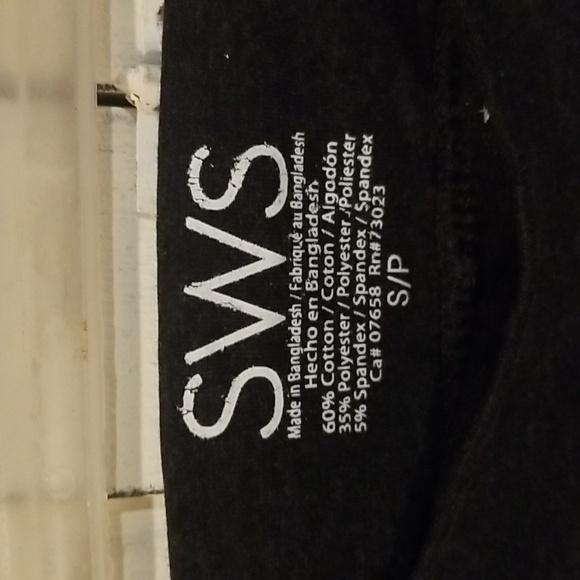 SWS
Made in Bangladesh / Fabriqué au Bangladesh
Hecho en Bangladesh
60% Cotton / Coton / Algodón
35% Polyester / Polyester /Poliester
5% Spandex / Spandex / Spandex
Ca# 07658 Rn#73023
S/P